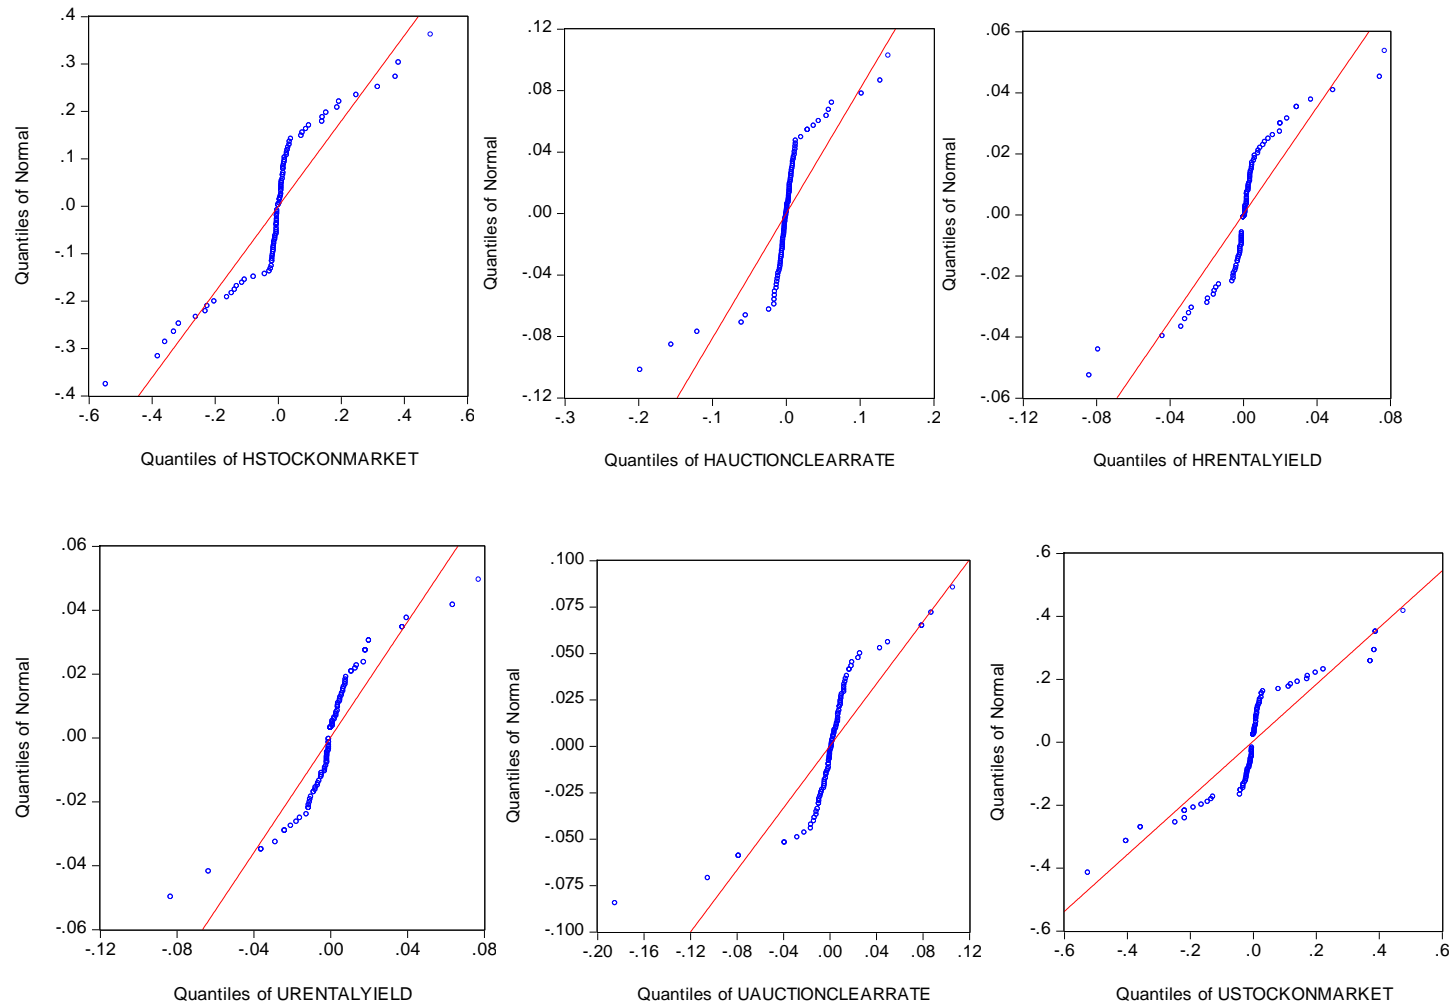 .4
.3
.2
.1
.0
-.1
-.2
-.3
-.4
-.6 -.4 -.2 .0 .2 .4 .6
Quantiles of Normal
Quantiles of HSTOCKONMARKET
.12
.08
.04
.00
-.04
-.08
-.12
-.3 -.2 -.1 .0 .1 .2
Quantiles of Normal
Quantiles of HAUCTIONCLEARRATE
.06
.04
.02
.00
-.02
-.04
-.06
-.12 -.08 -.04 .00 .04 .08
Quantiles of Normal
Quantiles of HRENTALYIELD
.06
.04
.02
.00
-.02
-.04
-.06
-.12 -.08 -.04 .00 .04 .08
Quantiles of Normal
Quantiles of URENTALYIELD
.100
.075
.050
.025
.000
-.025
-.050
-.075
-.100
-.20 -.16 -.12 -.08 -.04 .00 .04 .08 .12
Quantiles of Normal
Quantiles of UAUCTIONCLEARRATE
.6
.4
.2
.0
-.2
-.4
-.6
-.6 -.4 -.2 .0 .2 .4 .6
Quantiles of Normal
Quantiles of USTOCKONMARKET